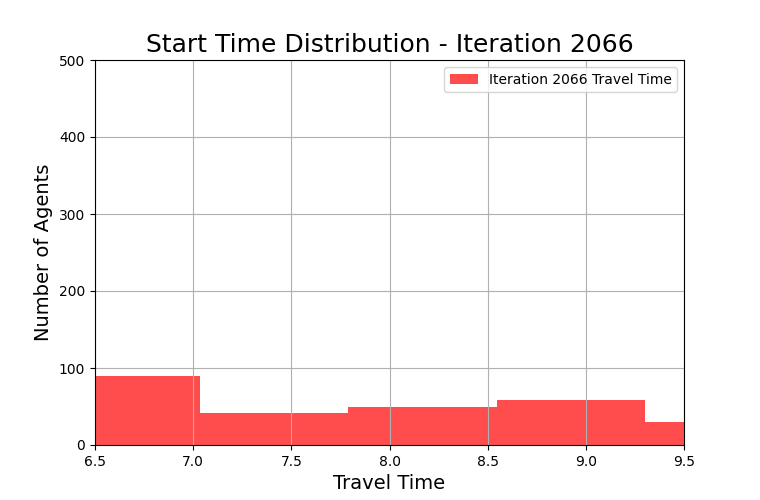 Start Time Distribution - Iteration 2066
500
400
300
200
100
0
Number of Agents
Iteration 2066 Travel Time
6.5 7.0 7.5 8.0 8.5 9.0 9.5
Travel Time